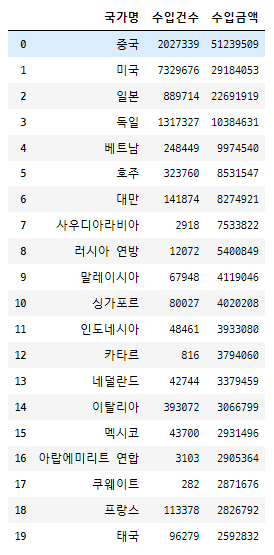 국가명 수입건수 수입금액
0 중국 2027339 51239509
1 미국 7329676 29184053
2 일본 889714 22691919
3 독일 1317327 10384631
4 베트남 248449 9974540
5 호주 323760 8531547
6 대만 141874 8274921
7 사우디아라비아 2918 7533822
8 러시아 연방 12072 5400849
9 말레이시아 67948 4119046
10 싱가포르 80027 4020208
11 인도네시아 48461 3933080
12 카타르 816 3794060
13 네덜란드 42744 3379459
14 이탈리아 393072 3066799
15 멕시코 43700 2931496
16 아랍에미리트 연합 3103 2905364
17 쿠웨이트 282 2871676
18 프랑스 113378 2826792
19 태국 96279 2592832